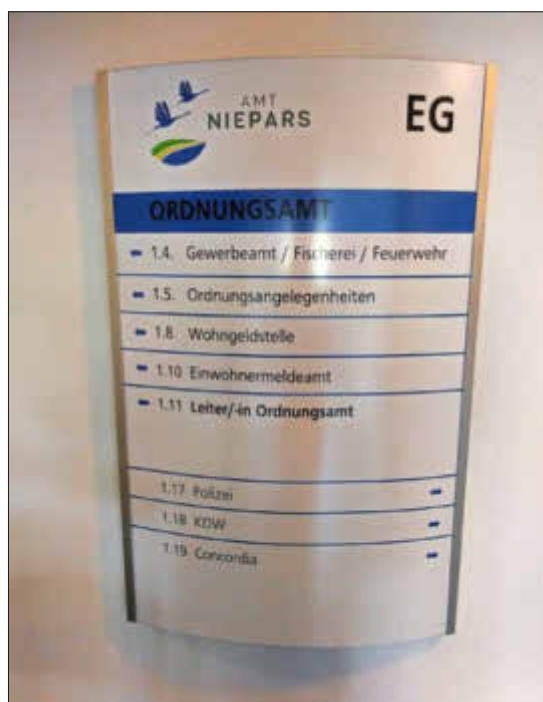 AMT
NIEPARS
EG
ORDNUNGSAMT
1.4. Gewerbeamt / Fischerei / Feuerwehr
1.5. Ordnungsangelegenheiten
1.8 Wohngeldstelle
1.10 Einwohnermeldeamt
1.11 Leiter/-in Ordnungsamt
1.17 Polizei
1.18 KDW
1.19 Concordia